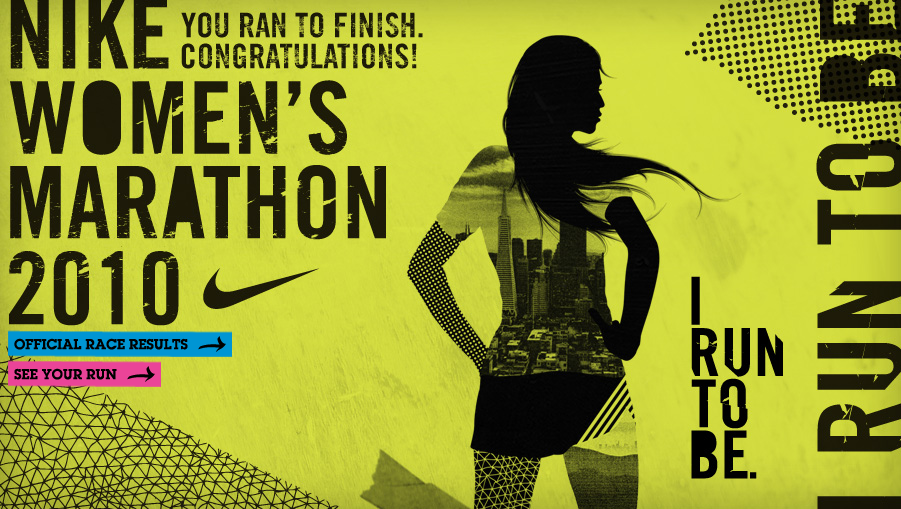 NIKE
YOU RAN TO FINISH.
CONGRATULATIONS!
WOMEN'S
MARATHON
2010
OFFICIAL RACE RESULTS
SEE YOUR RUN
I
RUN
TO
BE.
I RUN TO BE